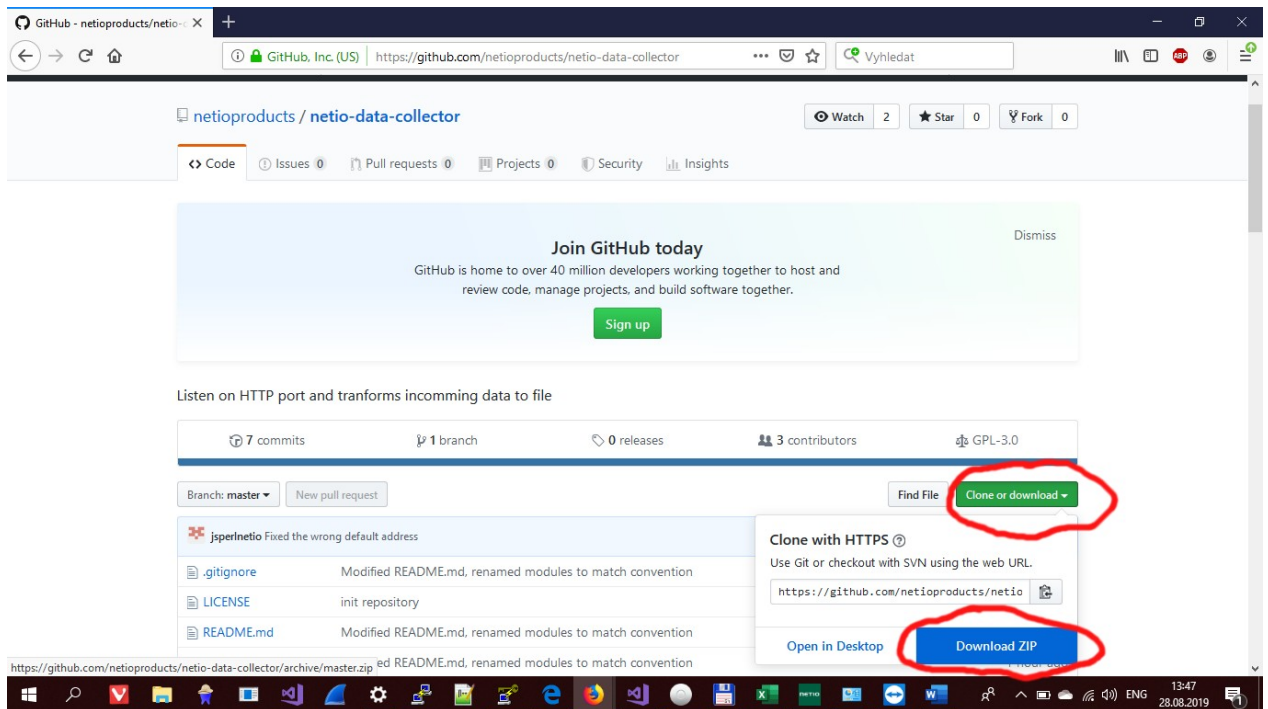 GitHub - netioproducts/netio-d
GitHub, Inc. (US) https://github.com/netioproducts/netio-data-collector
Vyhledat
ABP
netioproducts / netio-data-collector
Watch 2 Star 0 Fork 0
Code Issues 0 Pull requests 0 Projects 0 Security Insights
Join GitHub today
Dismiss
GitHub is home to over 40 million developers working together to host and
review code, manage projects, and build software together.
Sign up
Listen on HTTP port and tranforms incomming data to file
7 commits 1 branch 0 releases 3 contributors GPL-3.0
Branch: master New pull request Find File Clone or download
jsperlnetio Fixed the wrong default address
Clone with HTTPS
Use Git or checkout with SVN using the web URL.
.gitignore Modified README.md, renamed modules to match convention
https://github.com/netioproducts/netio
LICENSE init repository
README.md Modified README.md, renamed modules to match convention
Open in Desktop Download ZIP
https://github.com/netioproducts/netio-data-collector/archive/master.zip ed README.md, renamed modules to match convention
ENG
13:47
28.08.2019